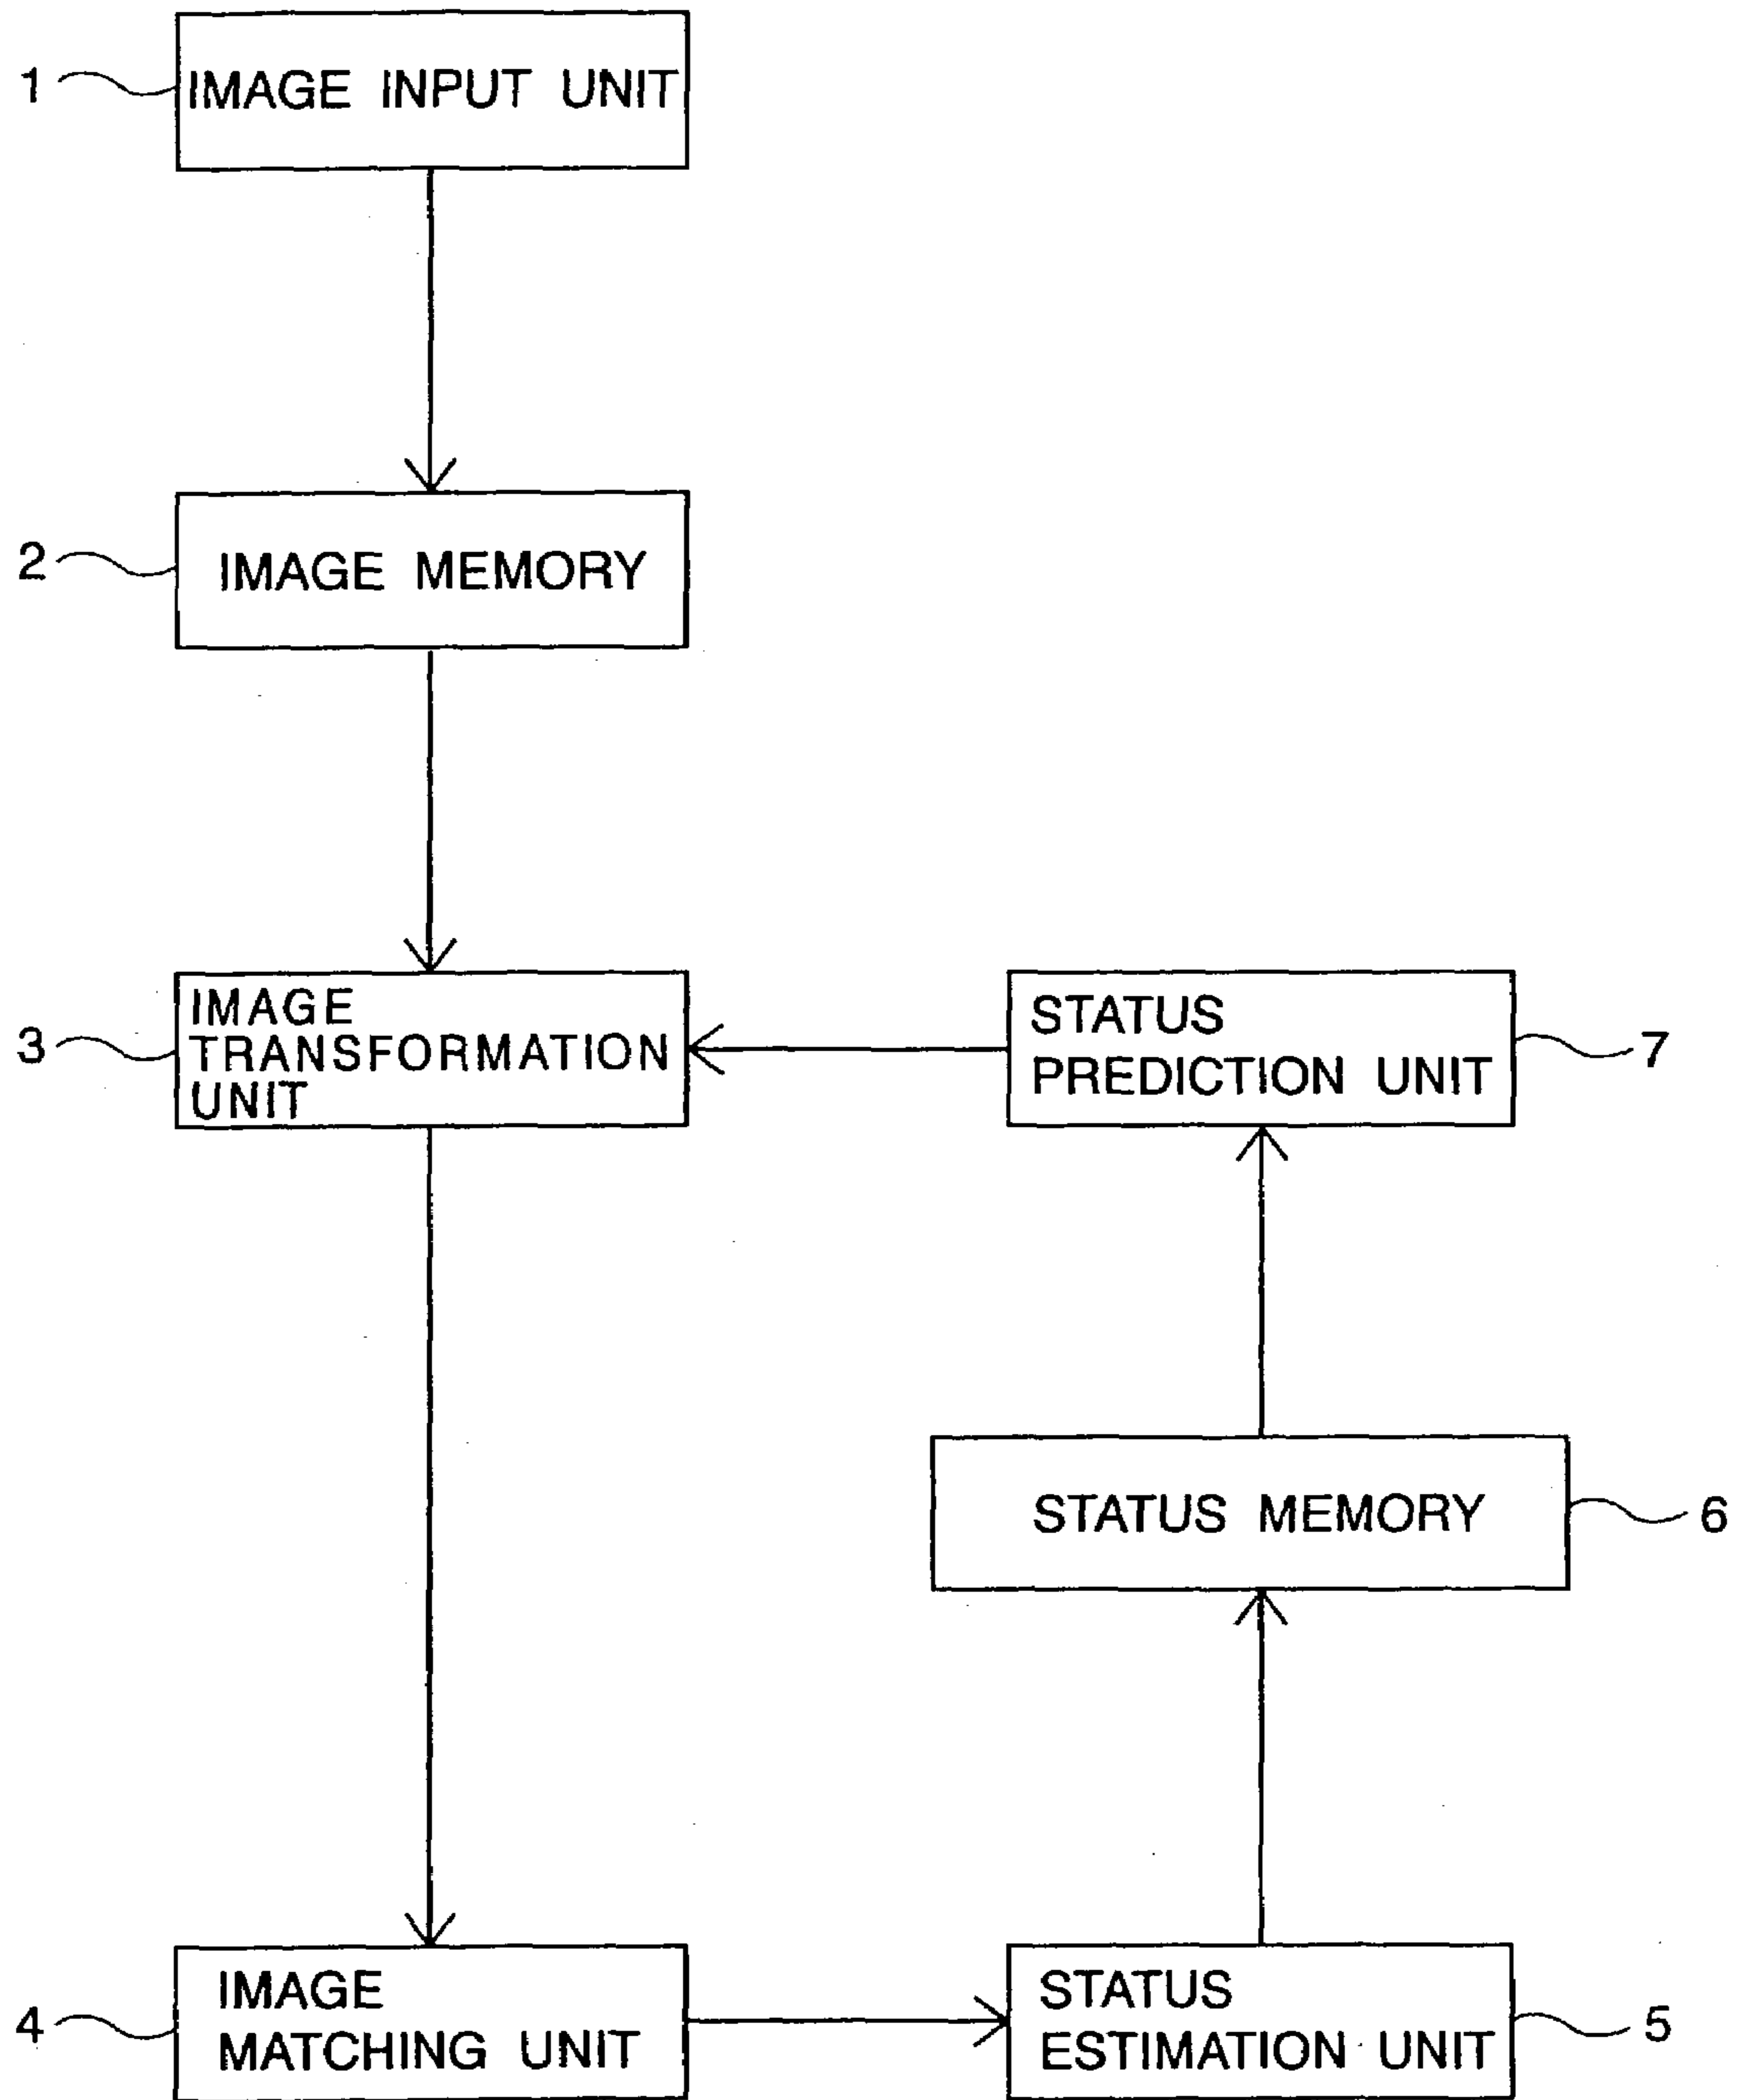 1
IMAGE INPUT UNIT
2
IMAGE MEMORY
3
IMAGE
TRANSFORMATION
UNIT
STATUS
PREDICTION UNIT
7
STATUS MEMORY
6
4
IMAGE
MATCHING UNIT
STATUS
ESTIMATION UNIT
5